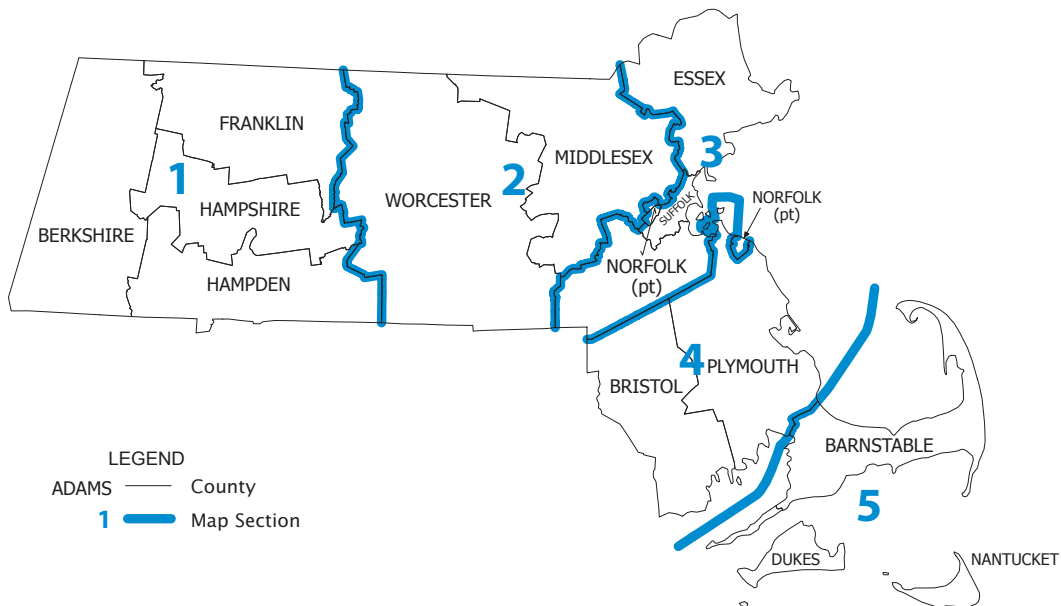 ESSEX
FRANKLIN
MIDDLESEX
3
1
2
WORCESTER
HAMPSHIRE
SUFFOLK
NORFOLK
(pt)
BERKSHIRE
NORFOLK
(pt)
HAMPDEN
4
PLYMOUTH
BRISTOL
BARNSTABLE
LEGEND
ADAMS County
1 Map Section
5
DUKES
NANTUCKET